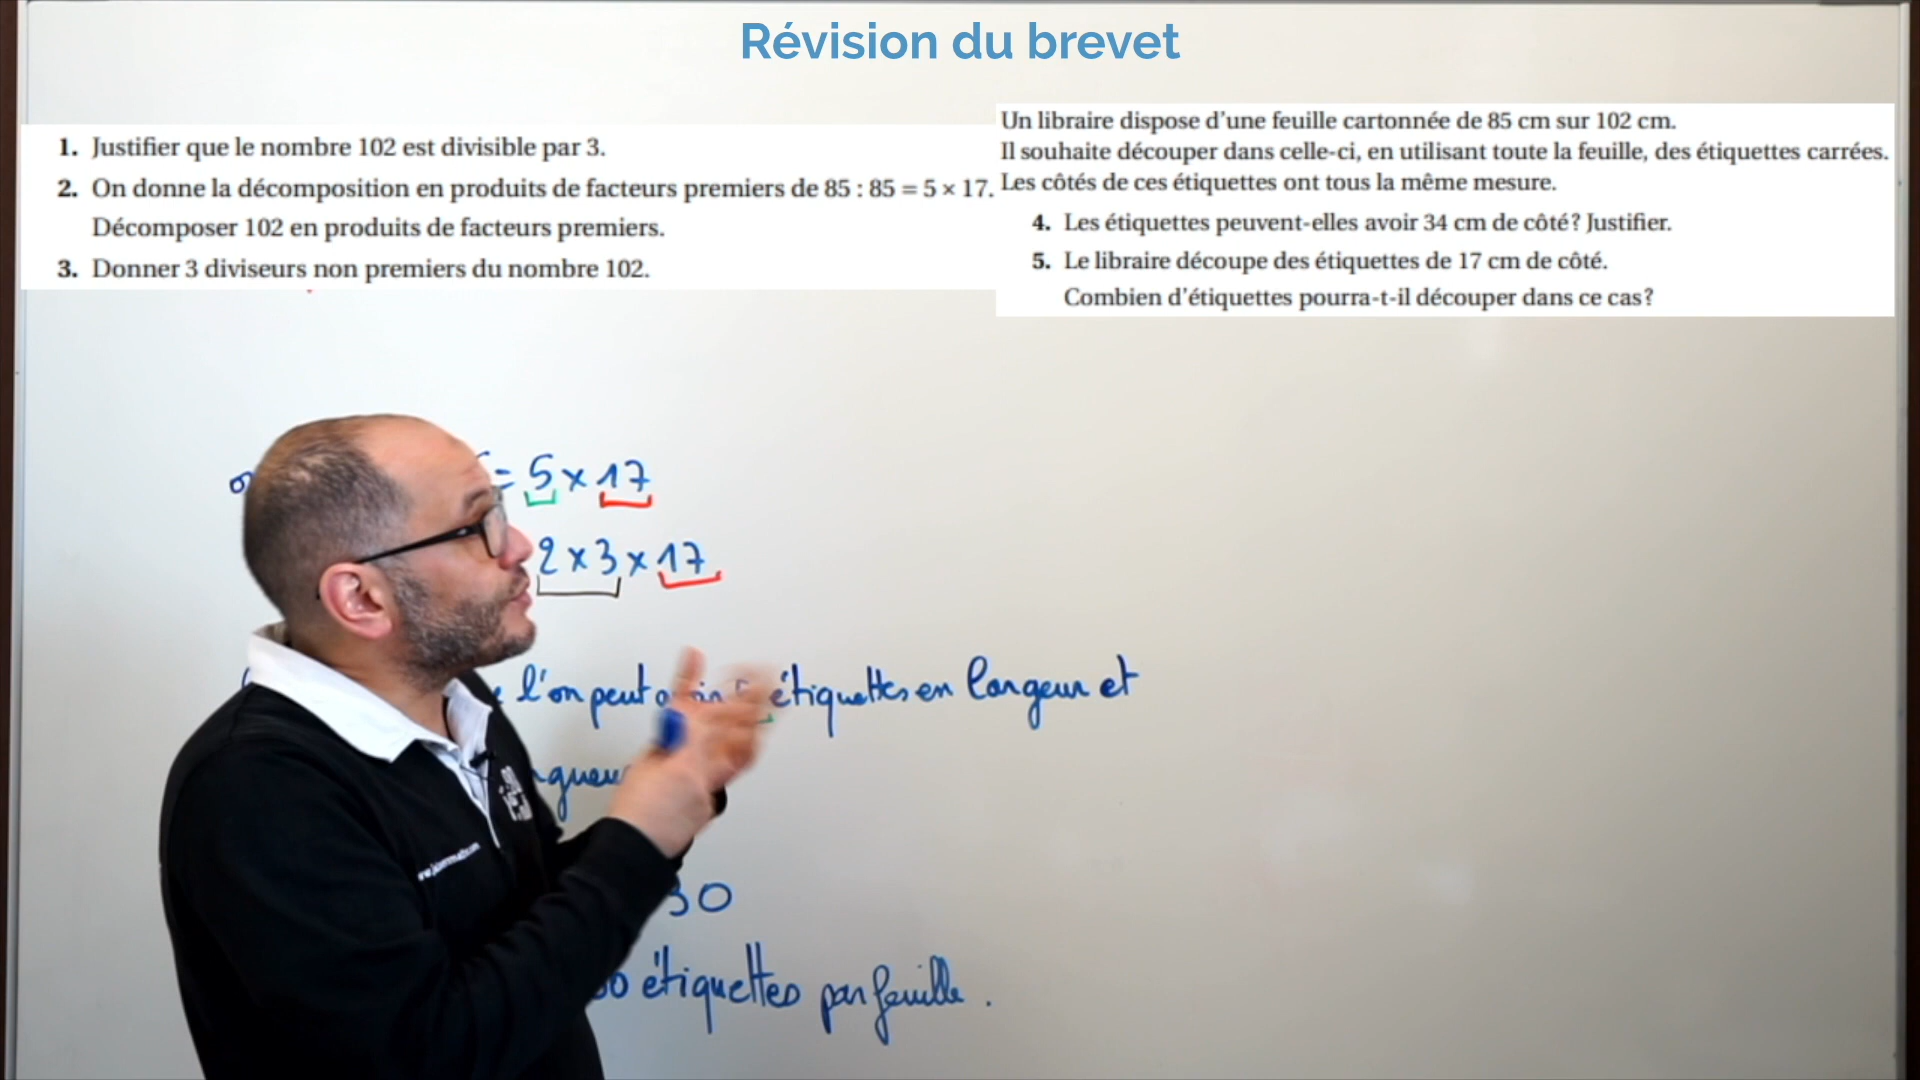 Révision du brevet
1. Justifier que le nombre 102 est divisible par 3.
2. On donne la décomposition en produits de facteurs premiers de 85 : 85 = 5 × 17.
Décomposer 102 en produits de facteurs premiers.
3. Donner 3 diviseurs non premiers du nombre 102.
Un libraire dispose d'une feuille cartonnée de 85 cm sur 102 cm.
Il souhaite découper dans celle-ci, en utilisant toute la feuille, des étiquettes carrées.
Les côtés de ces étiquettes ont tous la même mesure.
4. Les étiquettes peuvent-elles avoir 34 cm de côté ? Justifier.
5. Le libraire découpe des étiquettes de 17 cm de côté.
Combien d'étiquettes pourra-t-il découper dans ce cas ?
= 5 × 17
2 × 3 × 17
l'on peut étiquettes en largeur et
30
étiquettes par feuille .